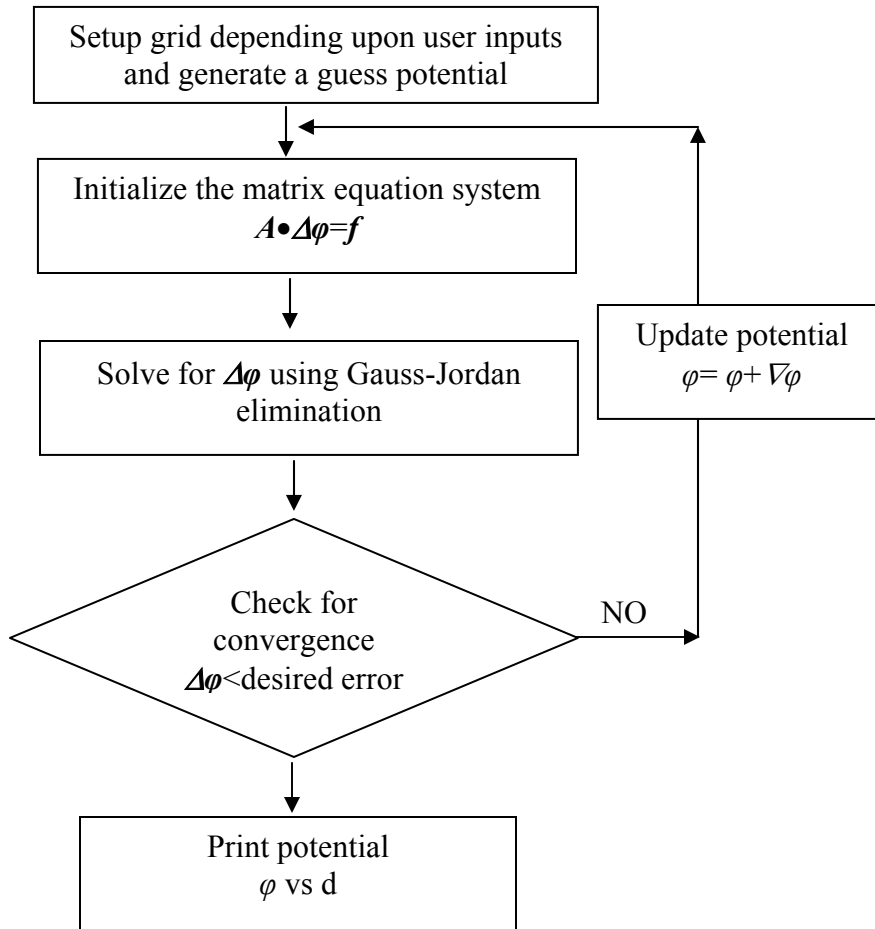 Setup grid depending upon user inputs
and generate a guess potential
Initialize the matrix equation system
A•Δφ=f
Solve for Δφ using Gauss-Jordan
elimination
Update potential
φ= φ+∇φ
Check for
convergence
Δφ<desired error
NO
Print potential
φ vs d